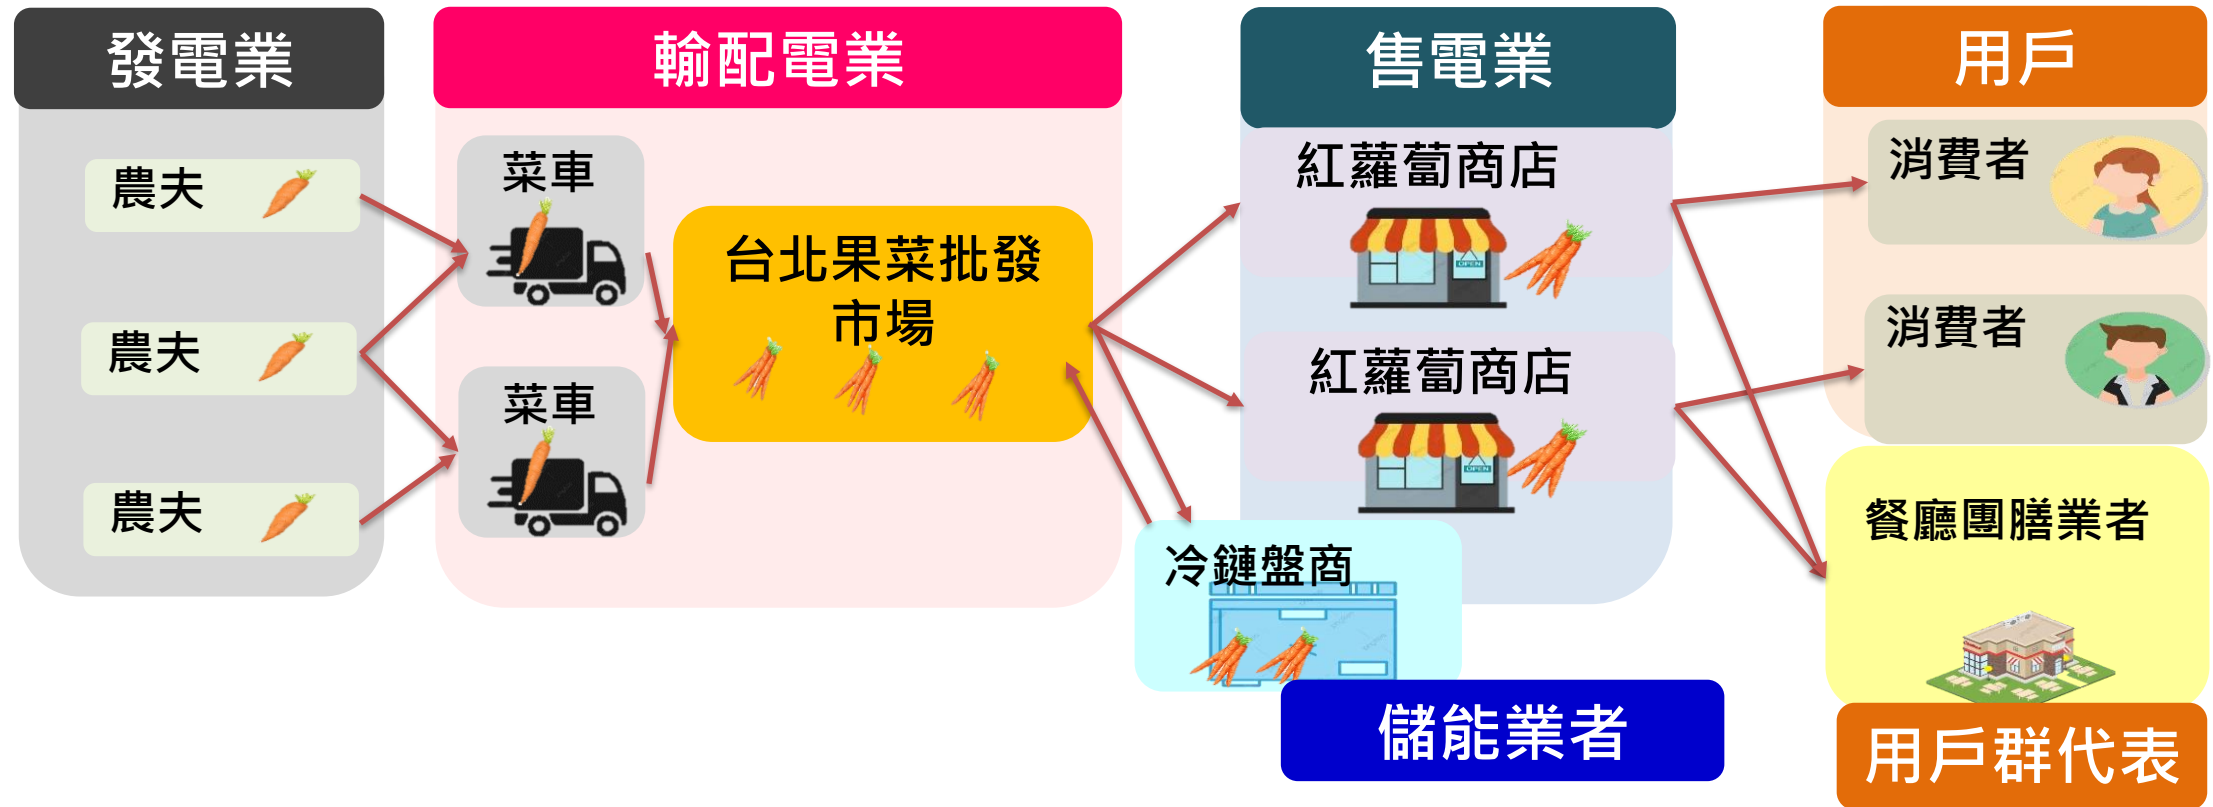 發電業
輸配電業
售電業
用戶
農夫
農夫
農夫
菜車
菜車
台北果菜批發
市場
紅蘿蔔商店
OPEN
紅蘿蔔商店
OPEN
冷鏈盤商
儲能業者
消費者
消費者
餐廳團膳業者
用戶群代表